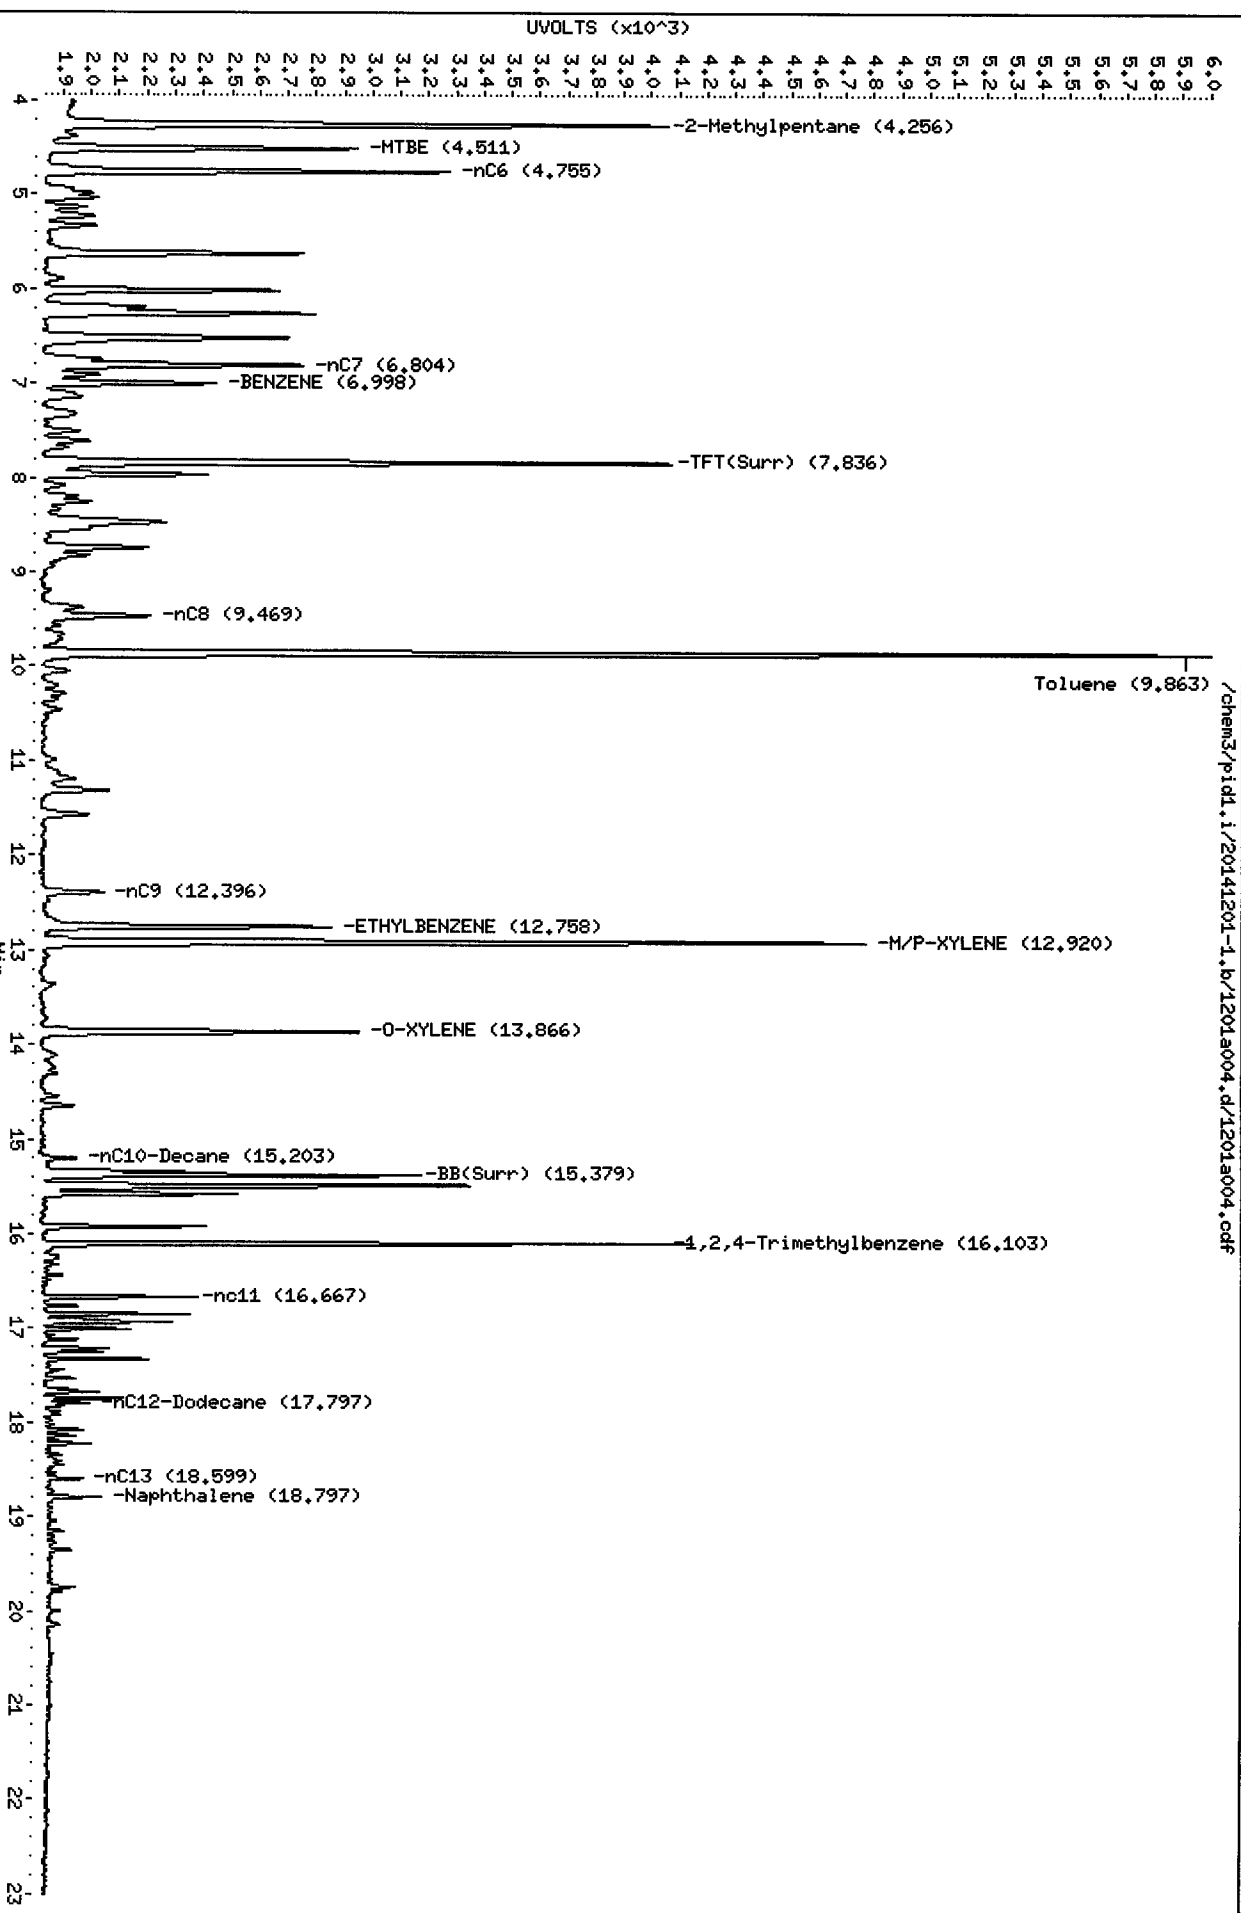 UVOLTS (x10^3)
1.9 2.0 2.1 2.2 2.3 2.4 2.5 2.6 2.7 2.8 2.9 3.0 3.1 3.2 3.3 3.4 3.5 3.6 3.7 3.8 3.9 4.0 4.1 4.2 4.3 4.4 4.5 4.6 4.7 4.8 4.9 5.0 5.1 5.2 5.3 5.4 5.5 5.6 5.7 5.8 5.9 6.0
-2-Methylpentane (4.256)
-MTBE (4.511)
-nC6 (4.755)
-nC7 (6.804)
-BENZENE (6.998)
-TFT(Surr) (7.836)
-nC8 (9.469)
Toluene (9.863)
-nC9 (12.396)
-ETHYLBENZENE (12.758)
-M/P-XYLENE (12.920)
-O-XYLENE (13.866)
-nC10-Decane (15.203)
-BB(Surr) (15.379)
-1,2,4-Trimethylbenzene (16.103)
-nc11 (16.667)
-nC12-Dodecane (17.797)
-nC13 (18.599)
-Naphthalene (18.797)
4 5 6 7 8 9 10 11 12 13 14 15 16 17 18 19 20 21 22 23
/chem3/pid1.i/20141201-1.b/1201a004.d/1201a004.cdf